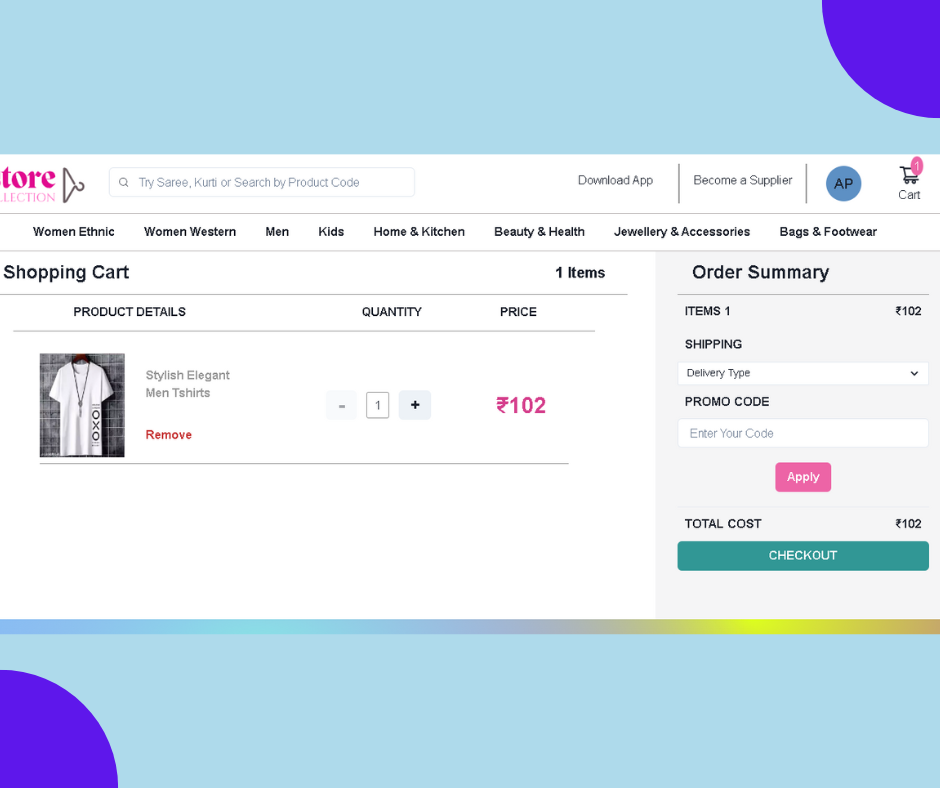 tore
LLECTION
Try Saree, Kurti or Search by Product Code
Download App
Become a Supplier
AP
1
Cart
Women Ethnic
Women Western
Men
Kids
Home & Kitchen
Beauty & Health
Jewellery & Accessories
Bags & Footwear
Shopping Cart
1 Items
PRODUCT DETAILS
QUANTITY
PRICE
Stylish Elegant
Men Tshirts
Remove
-
1
+
₹102
OXO
Order Summary
ITEMS 1
₹102
SHIPPING
Delivery Type
PROMO CODE
Enter Your Code
Apply
TOTAL COST
₹102
CHECKOUT